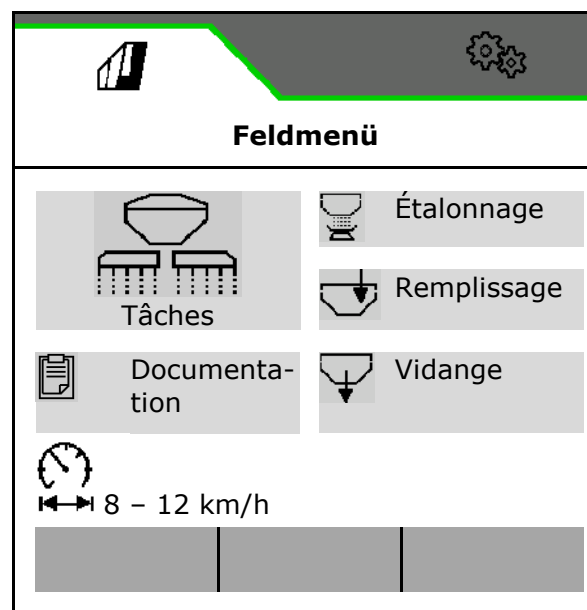 Feldmenü
Étalonnage
Remplissage
Tâches
Documenta-
tion
Vidange
8 – 12 km/h